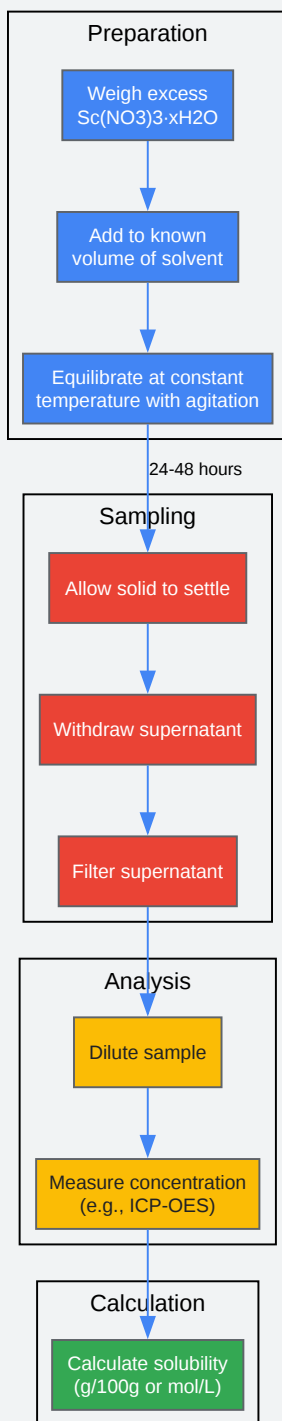 Preparation
Weigh excess
Sc(NO3)3·xH2O
Add to known
volume of solvent
Equilibrate at constant
temperature with agitation
24-48 hours
Sampling
Allow solid to settle
Withdraw supernatant
Filter supernatant
Analysis
Dilute sample
Measure concentration
(e.g., ICP-OES)
Calculation
Calculate solubility
(g/100g or mol/L)